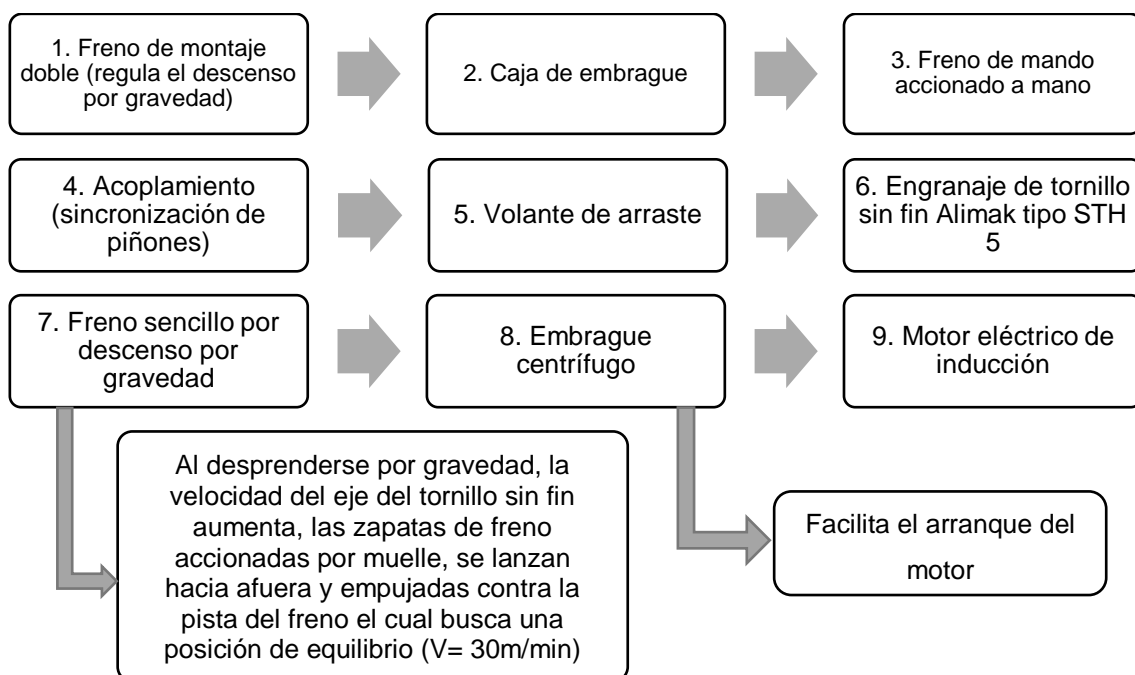 1. Freno de montaje
doble (regula el descenso
por gravedad)
2. Caja de embrague
3. Freno de mando
accionado a mano
4. Acoplamiento
(sincronización de
piñones)
5. Volante de arraste
6. Engranaje de tornillo
sin fin Alimak tipo STH
5
7. Freno sencillo por
descenso por
gravedad
8. Embrague
centrífugo
9. Motor eléctrico de
inducción
Al desprenderse por gravedad, la
velocidad del eje del tornillo sin fin
aumenta, las zapatas de freno
accionadas por muelle, se lanzan
hacia afuera y empujadas contra la
pista del freno el cual busca una
posición de equilibrio (V= 30m/min)
Facilita el arranque del
motor